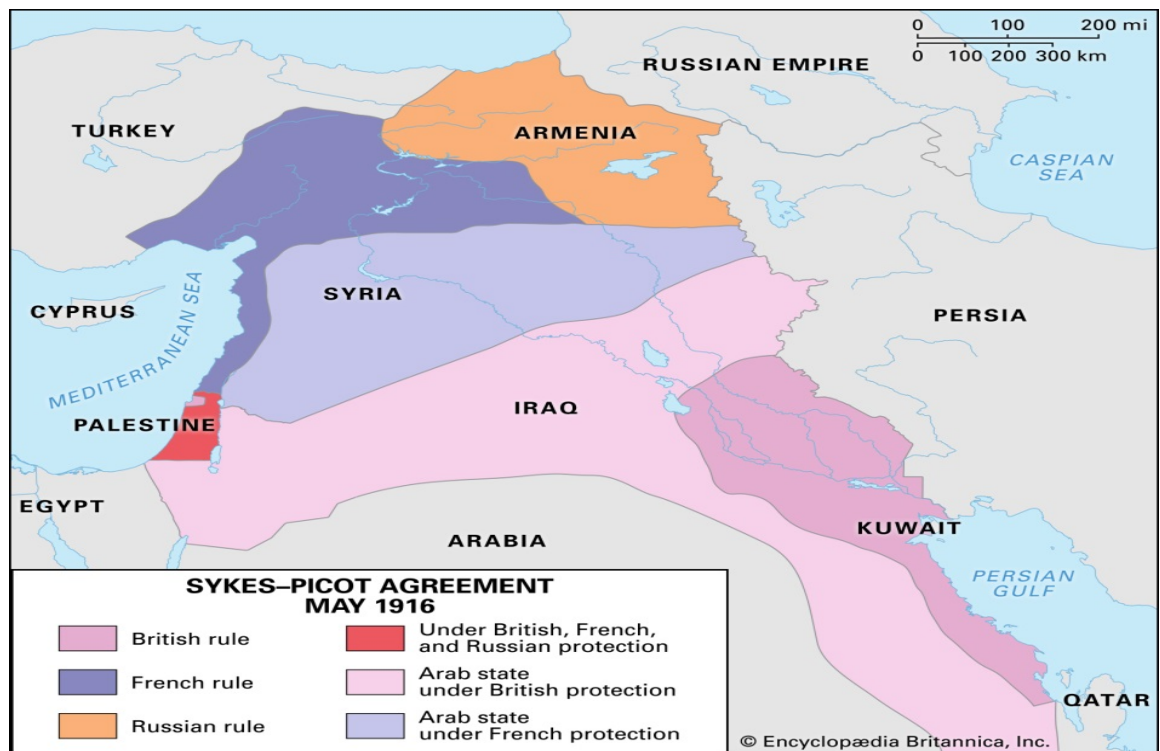 0 100 200 mi
0 100 200 300 km
RUSSIAN EMPIRE
TURKEY
ARMENIA
CASPIAN
SEA
CYPRUS
MEDITERRANEAN SEA
SYRIA
PERSIA
IRAQ
PALESTINE
EGYPT
KUWAIT
ARABIA
PERSIAN
GULF
QATAR
SYKES–PICOT AGREEMENT
MAY 1916
British rule
French rule
Russian rule
Under British, French,
and Russian protection
Arab state
under British protection
Arab state
under French protection
© Encyclopædia Britannica, Inc.